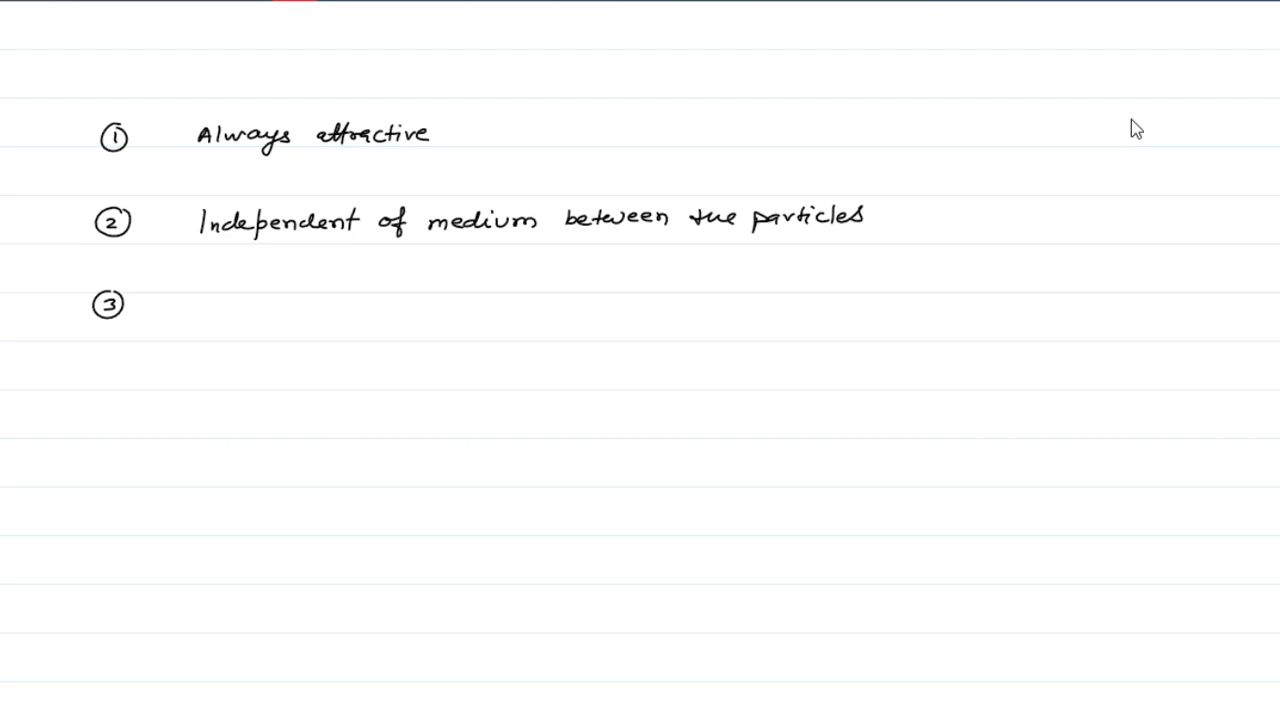 ① Always attractive
② Independent of medium between the particles
③